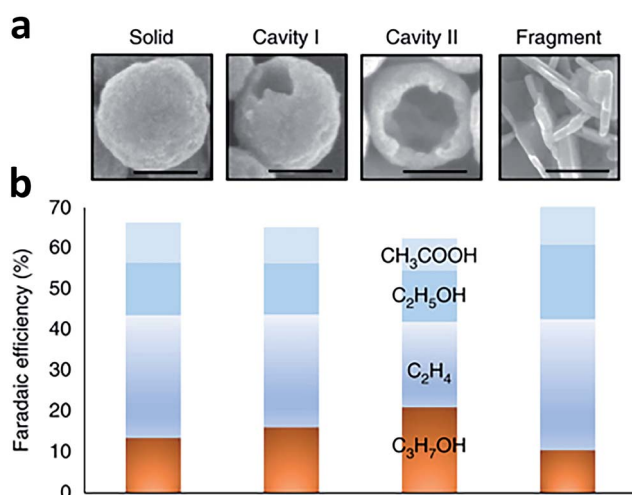 a
Solid Cavity I Cavity II Fragment
b
Faradaic efficiency (%)
70
60
50
40
30
20
10
0
CH₃COOH
C₂H₅OH
C₂H₄
C₃H₇OH